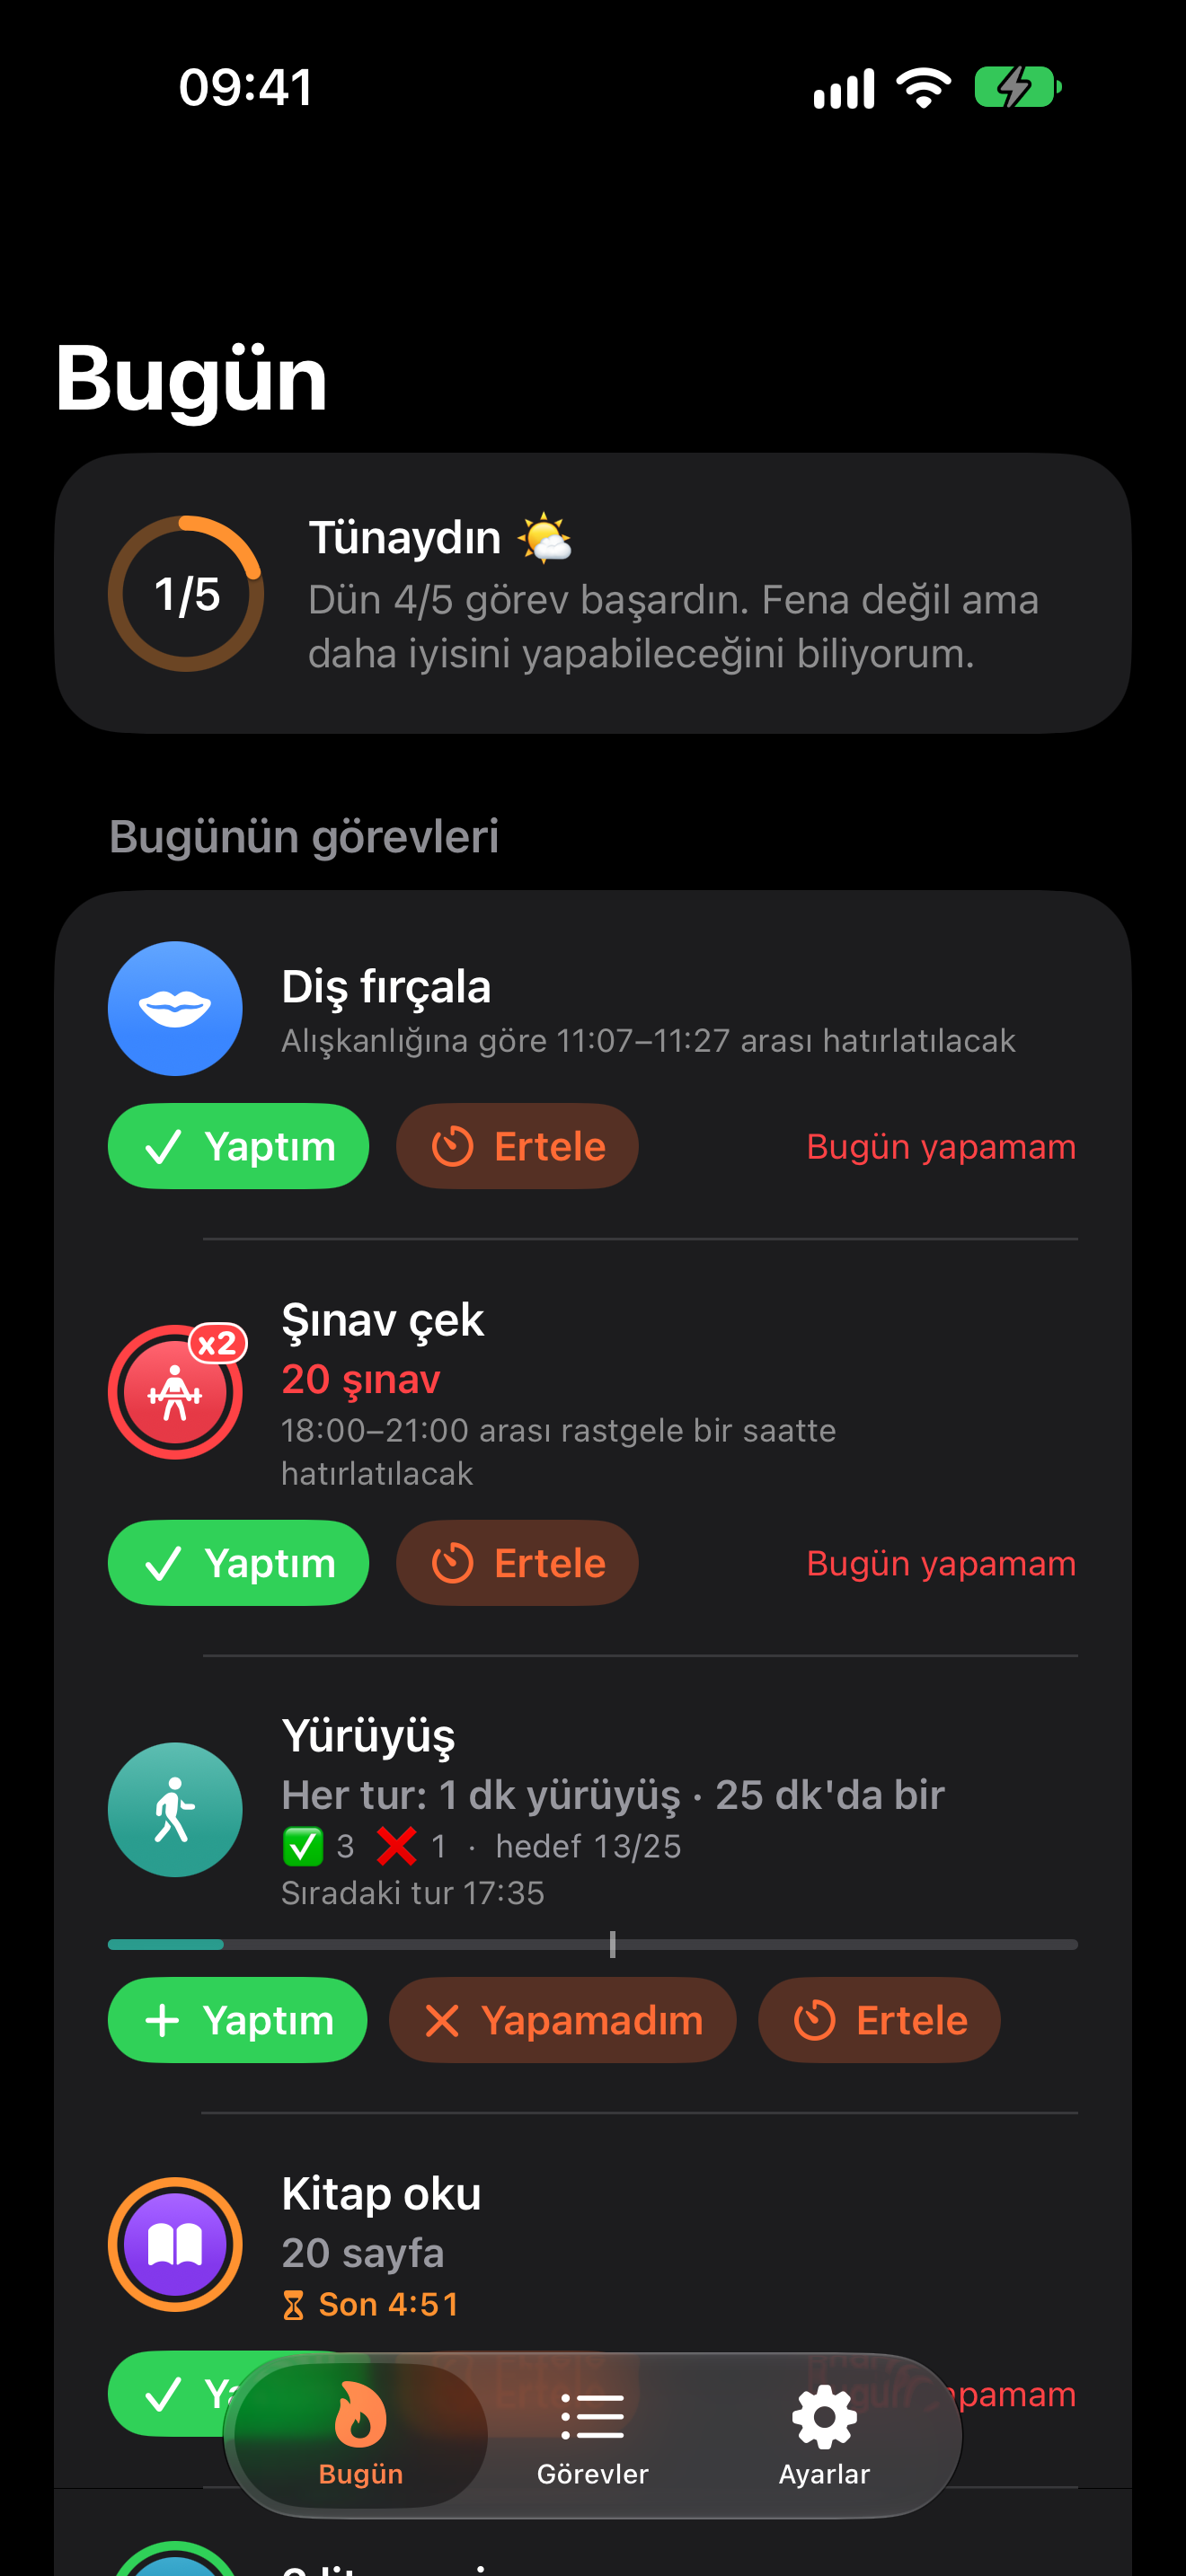 09:41
Bugün
1/5
Tünaydın
Dün 4/5 görev başardın. Fena değil ama
daha iyisini yapabileceğini biliyorum.
Bugünün görevleri
Diş fırçala
Alışkanlığına göre 11:07–11:27 arası hatırlatılacak
Yaptım Ertele Bugün yapamam
x2
Şınav çek
20 şınav
18:00–21:00 arası rastgele bir saatte
hatırlatılacak
Yaptım Ertele Bugün yapamam
Yürüyüş
Her tur: 1 dk yürüyüş · 25 dk'da bir
✅ 3 ❌ 1 · hedef 13/25
Sıradaki tur 17:35
Yaptım Yapamadım Ertele
Kitap oku
20 sayfa
Son 4:51
Bugün Görevler Ayarlar